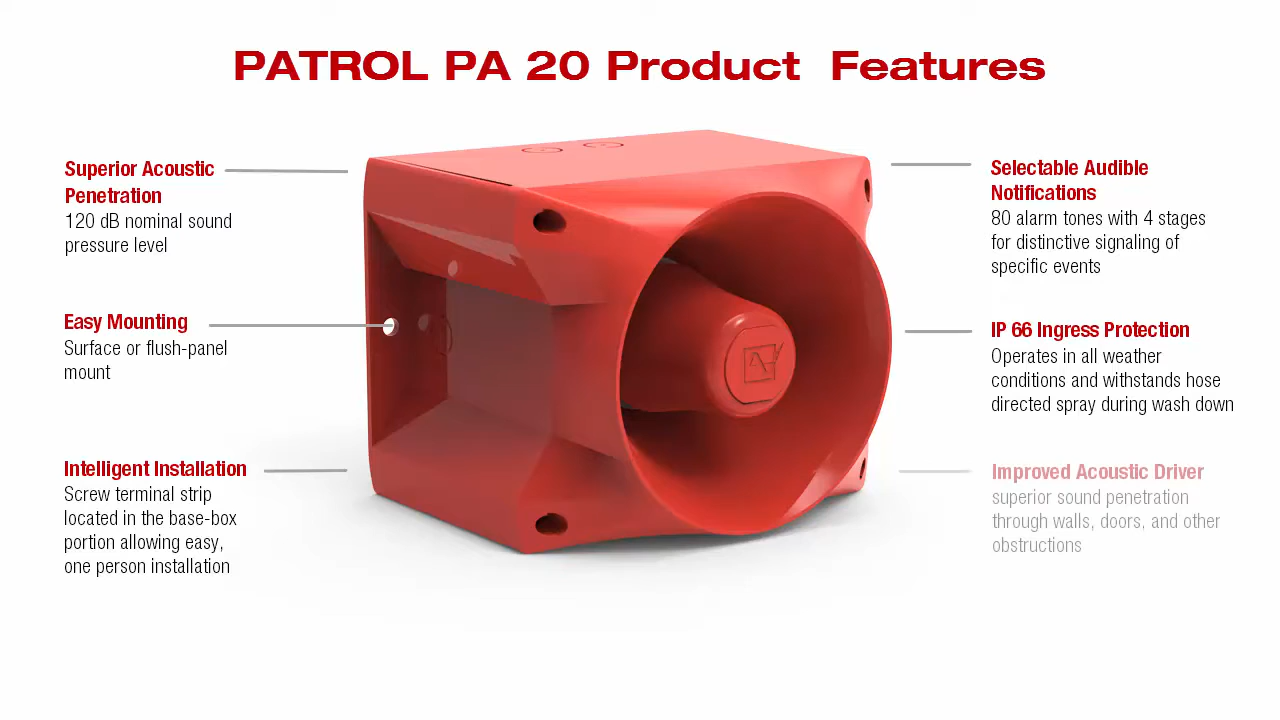 PATROL PA 20 Product Features
Superior Acoustic
Penetration
120 dB nominal sound
pressure level
Easy Mounting
Surface or flush-panel
mount
Intelligent Installation
Screw terminal strip
located in the base-box
portion allowing easy,
one person installation
Selectable Audible
Notifications
80 alarm tones with 4 stages
for distinctive signaling of
specific events
IP 66 Ingress Protection
Operates in all weather
conditions and withstands hose
directed spray during wash down
Improved Acoustic Driver
superior sound penetration
through walls, doors, and other
obstructions